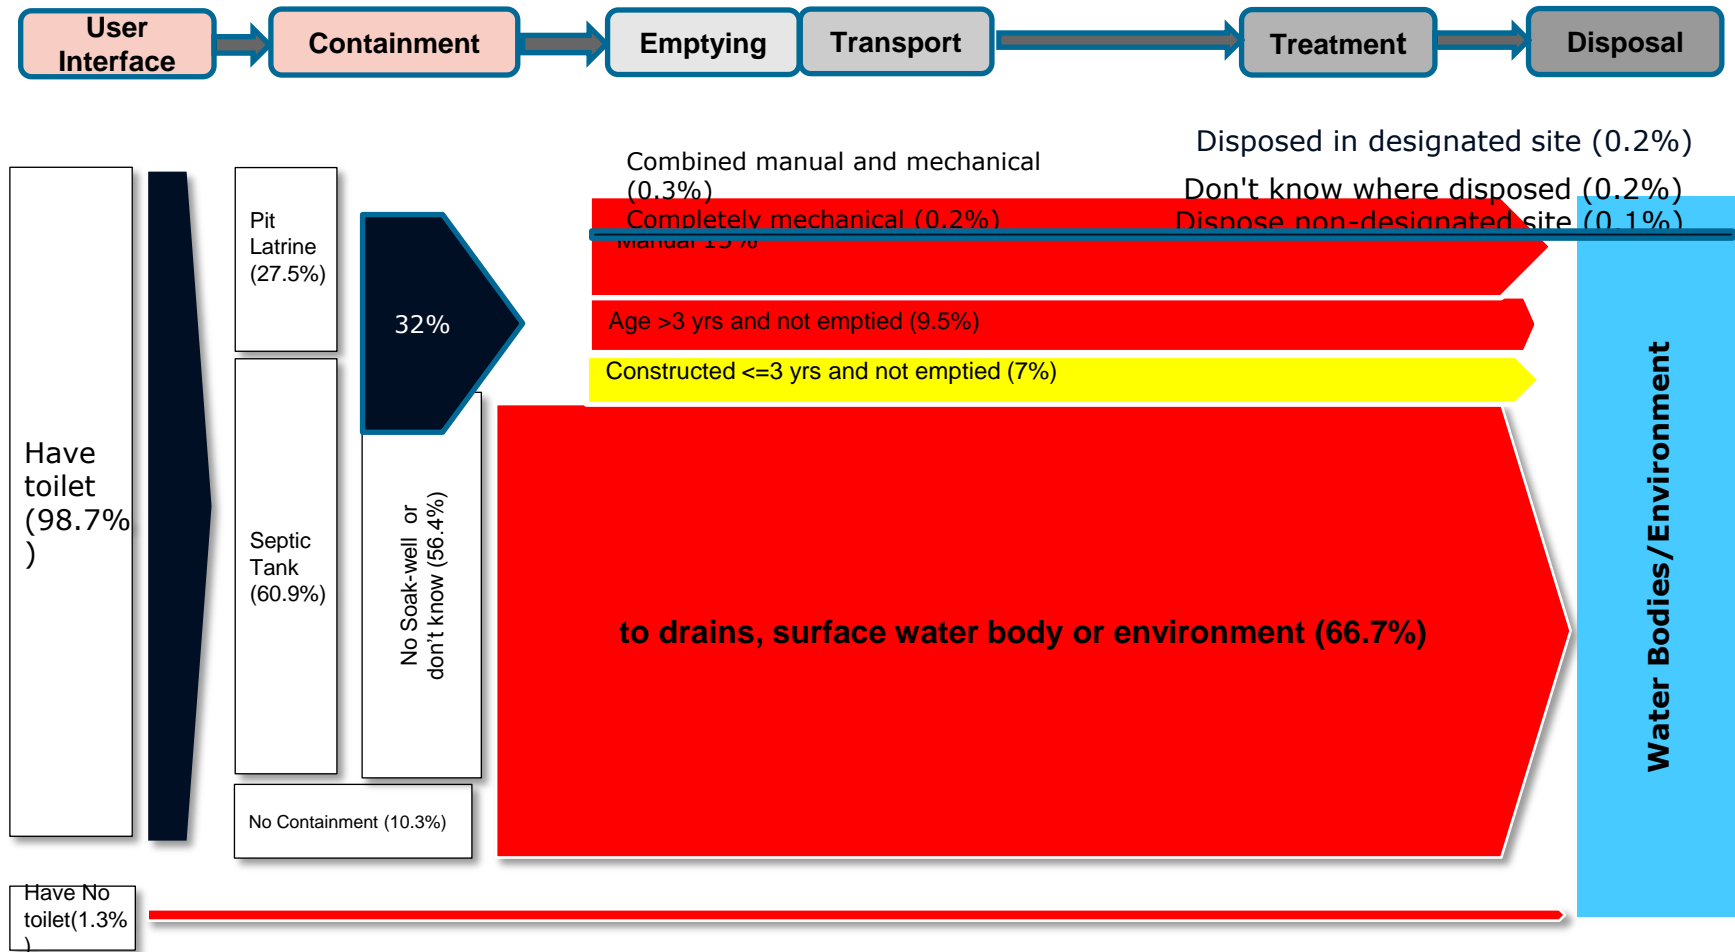 User
Interface
Containment
Emptying
Transport
Treatment
Disposal
Disposed in designated site (0.2%)
Combined manual and mechanical
(0.3%)
Don't know where disposed (0.2%)
Completely mechanical (0.2%)
Dispose non-designated site (0.1%)
Manual 15%
Pit
Latrine
(27.5%)
32%
Age >3 yrs and not emptied (9.5%)
Constructed <=3 yrs and not emptied (7%)
Have
toilet
(98.7%
)
Septic
Tank
(60.9%)
No Soak-well or
don't know (56.4%)
to drains, surface water body or environment (66.7%)
Water Bodies/Environment
No Containment (10.3%)
Have No
toilet(1.3%
)